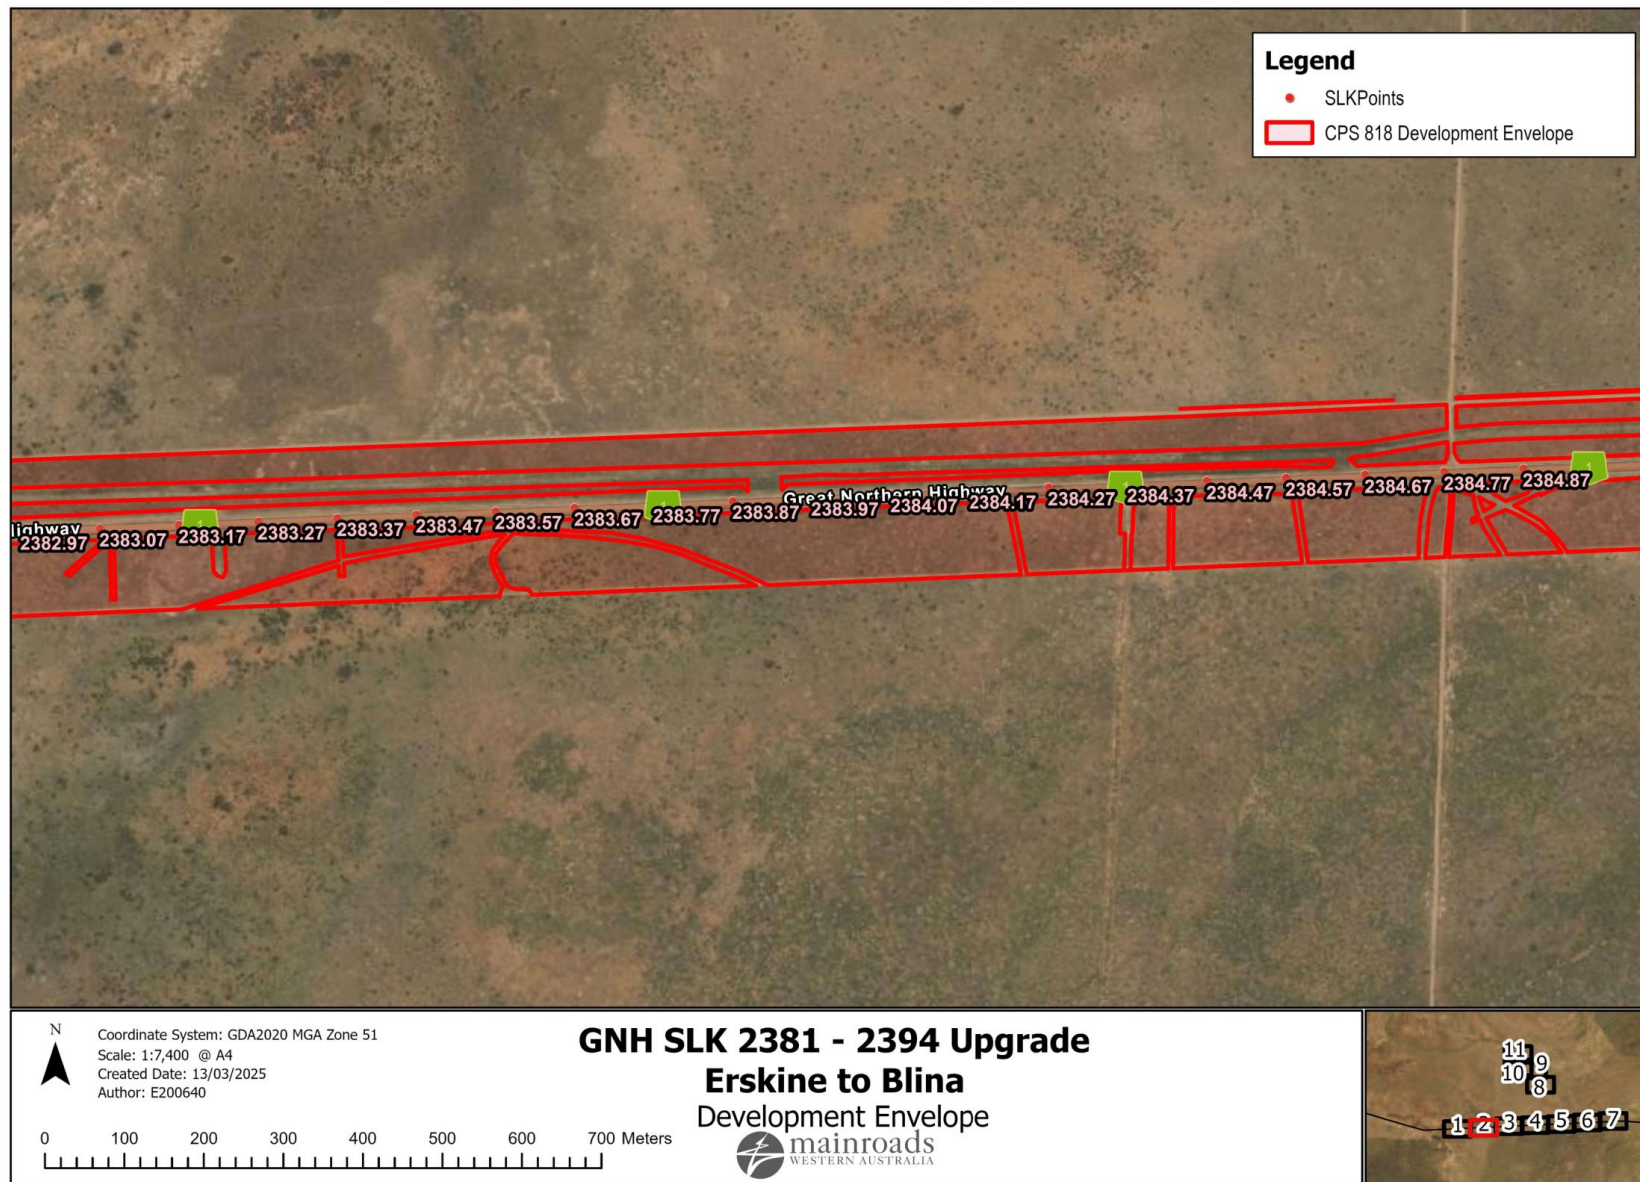 Legend
SLKPoints
CPS 818 Development Envelope
Great Northern Highway
Highway
2382.97 2383.07 2383.17 2383.27 2383.37 2383.47 2383.57 2383.67 2383.77 2383.87 2383.97 2384.07 2384.17 2384.27 2384.37 2384.47 2384.57 2384.67 2384.77 2384.87
1 1 1 1
N
Coordinate System: GDA2020 MGA Zone 51
Scale: 1:7,400 @ A4
Created Date: 13/03/2025
Author: E200640
0 100 200 300 400 500 600 700 Meters
GNH SLK 2381 - 2394 Upgrade
Erskine to Blina
Development Envelope
mainroads
WESTERN AUSTRALIA
11
10 9
8
1 2 3 4 5 6 7